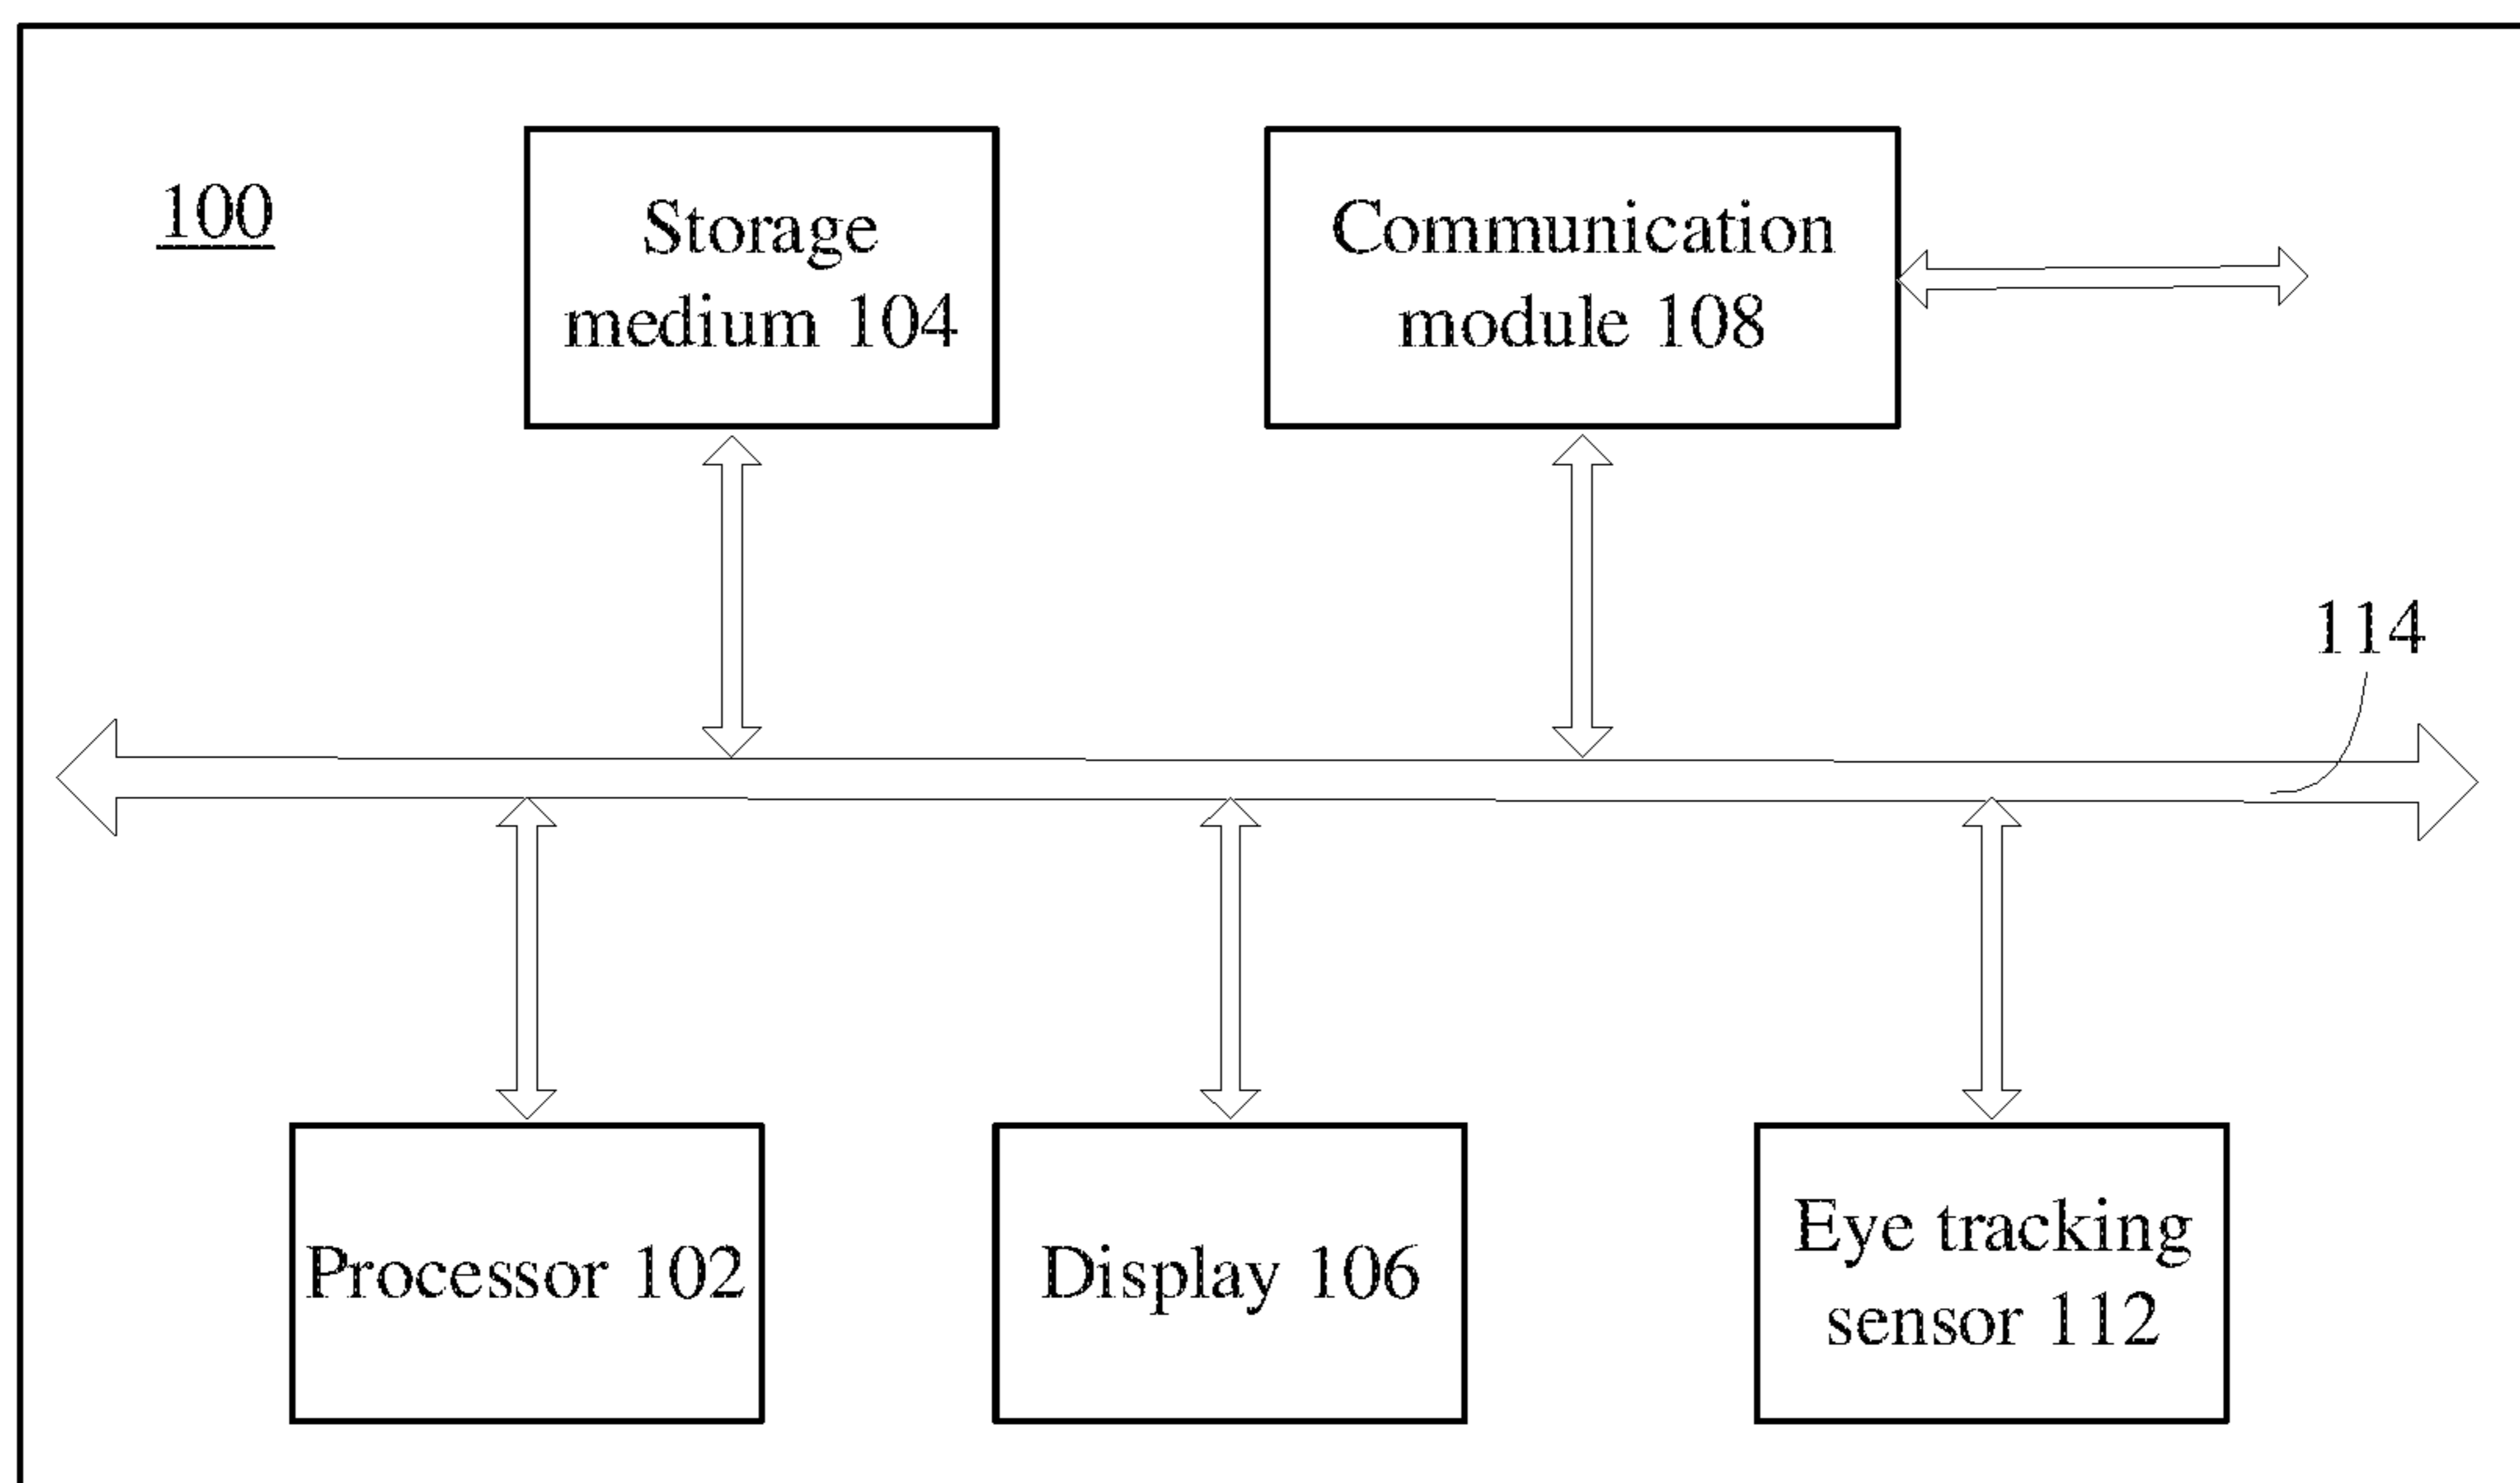 100
Storage
medium 104
Communication
module 108
114
Processor 102
Display 106
Eye tracking
sensor 112